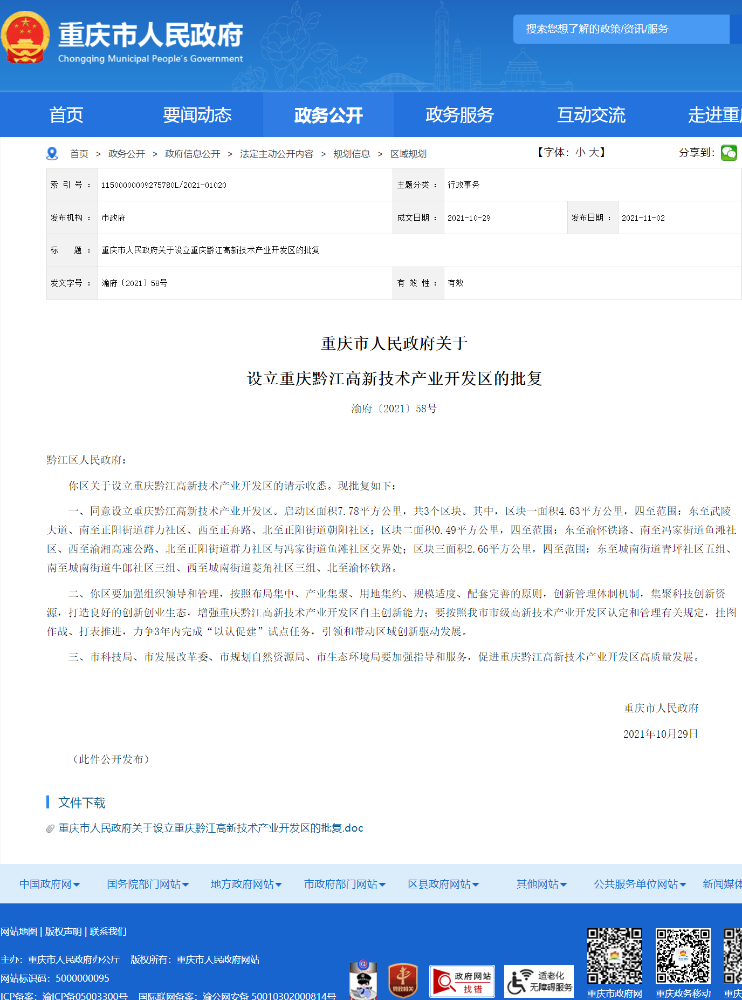 重庆市人民政府
Chongqing Municipal People's Government
搜索您想了解的政策/资讯/服务
首页 要闻动态 政务公开 政务服务 互动交流 走进重
首页 > 政务公开 > 政府信息公开 > 法定主动公开内容 > 规划信息 > 区域规划 【字体：小 大】 分享到：
索引号： 11500000009275780L/2021-01020 主题分类： 行政事务
发布机构： 市政府 成文日期： 2021-10-29 发布日期： 2021-11-02
标题： 重庆市人民政府关于设立重庆黔江高新技术产业开发区的批复
发文字号： 渝府〔2021〕58号 有效性： 有效
重庆市人民政府关于
设立重庆黔江高新技术产业开发区的批复
渝府〔2021〕58号
黔江区人民政府：
你区关于设立重庆黔江高新技术产业开发区的请示收悉。现批复如下：
一、同意设立重庆黔江高新技术产业开发区。启动区面积7.78平方公里，共3个区块。其中，区块一面积4.63平方公里，四至范围：东至武陵
大道、南至正阳街道群力社区、西至正舟路、北至正阳街道朝阳社区；区块二面积0.49平方公里，四至范围：东至渝怀铁路、南至冯家街道鱼滩社
区、西至渝湘高速公路、北至正阳街道群力社区与冯家街道鱼滩社区交界处；区块三面积2.66平方公里，四至范围：东至城南街道青坪社区五组、
南至城南街道牛郎社区三组、西至城南街道菱角社区三组、北至渝怀铁路。
二、你区要加强组织领导和管理，按照布局集中、产业集聚、用地集约、规模适度、配套完善的原则，创新管理体制机制，集聚科技创新资
源，打造良好的创新创业生态，增强重庆黔江高新技术产业开发区自主创新能力；要按照我市市级高新技术产业开发区认定和管理有关规定，挂图
作战、打表推进，力争3年内完成“以认促建”试点任务，引领和带动区域创新驱动发展。
三、市科技局、市发展改革委、市规划自然资源局、市生态环境局要加强指导和服务，促进重庆黔江高新技术产业开发区高质量发展。
重庆市人民政府
2021年10月29日
（此件公开发布）
文件下载
重庆市人民政府关于设立重庆黔江高新技术产业开发区的批复.doc
中国政府网 国务院部门网站 地方政府网站 市政府部门网站 区县政府网站 其他网站 公共服务单位网站 新闻媒体
网站地图 | 版权声明 | 联系我们
主办：重庆市人民政府办公厅 版权所有：重庆市人民政府网站
网站标识码：5000000095
ICP备案：渝ICP备05003300号 国际联网备案：渝公网安备 50010302000814号
党政机关
政府网站
找错
适老化
无障碍服务
重庆市政府网 重庆政务移动 重庆